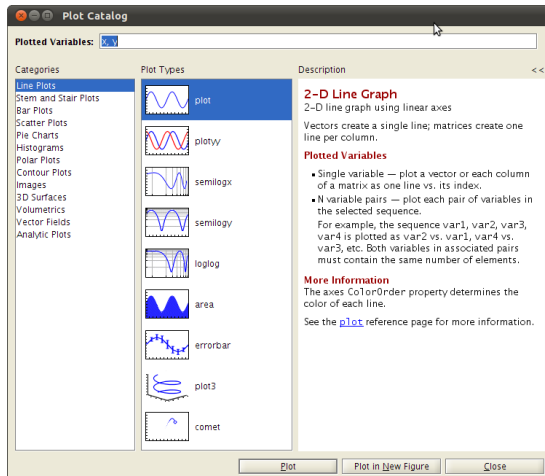 Plot Catalog
Plotted Variables: x, y
Categories
Line Plots
Stem and Stair Plots
Bar Plots
Scatter Plots
Pie Charts
Histograms
Polar Plots
Contour Plots
Images
3D Surfaces
Volumetrics
Vector Fields
Analytic Plots
Plot Types
plot
plotyy
semilogx
semilogy
loglog
area
errorbar
plot3
comet
Description <<
2-D Line Graph
2-D line graph using linear axes
Vectors create a single line; matrices create one
line per column.
Plotted Variables
▪ Single variable — plot a vector or each column
of a matrix as one line vs. its index.
▪ N variable pairs — plot each pair of variables in
the selected sequence.
For example, the sequence var1, var2, var3,
var4 is plotted as var2 vs. var1, var4 vs.
var3, etc. Both variables in associated pairs
must contain the same number of elements.
More Information
The axes ColorOrder property determines the
color of each line.
See the plot reference page for more information.
Plot
Plot in New Figure
Close